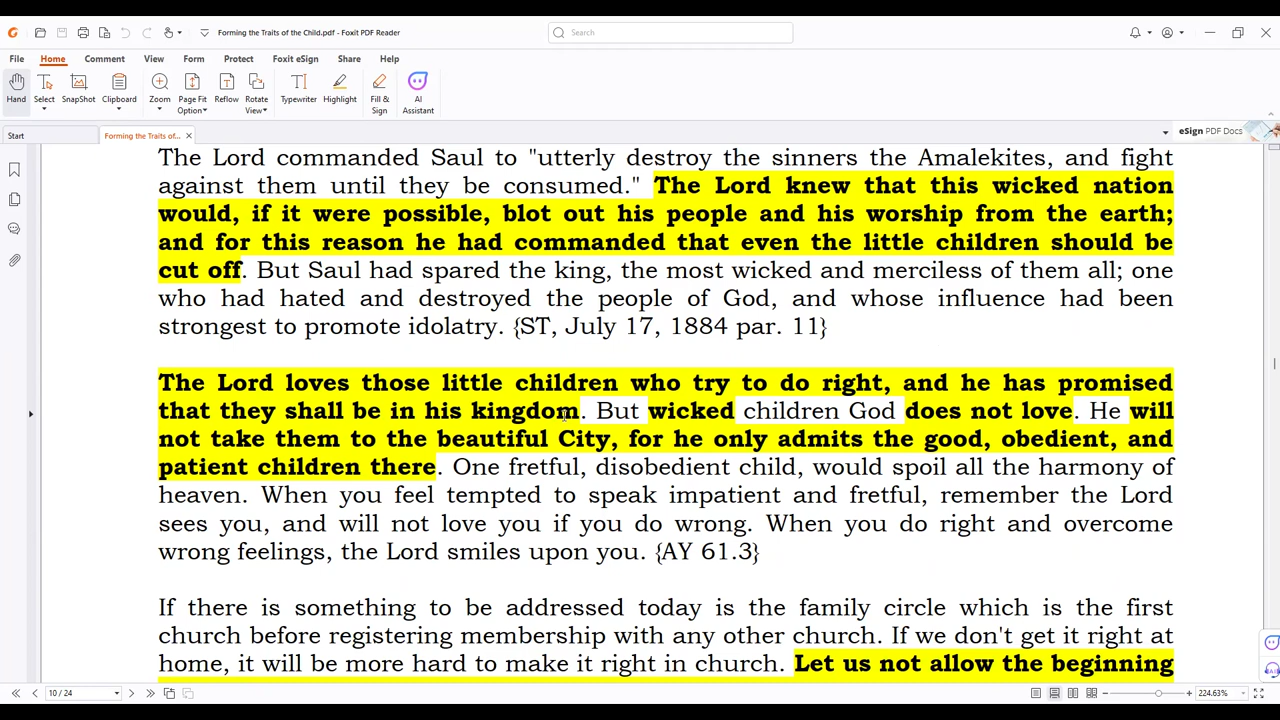 Forming the Traits of the Child.pdf - Foxit PDF Reader
Search
File Home Comment View Form Protect Foxit eSign Share Help
Hand Select SnapShot Clipboard Zoom Page Fit Option Reflow Rotate View Typewriter Highlight Fill & Sign AI Assistant
Start Forming the Traits of... eSign PDF Docs
The Lord commanded Saul to "utterly destroy the sinners the Amalekites, and fight
against them until they be consumed." The Lord knew that this wicked nation
would, if it were possible, blot out his people and his worship from the earth;
and for this reason he had commanded that even the little children should be
cut off. But Saul had spared the king, the most wicked and merciless of them all; one
who had hated and destroyed the people of God, and whose influence had been
strongest to promote idolatry. {ST, July 17, 1884 par. 11}
The Lord loves those little children who try to do right, and he has promised
that they shall be in his kingdom. But wicked children God does not love. He will
not take them to the beautiful City, for he only admits the good, obedient, and
patient children there. One fretful, disobedient child, would spoil all the harmony of
heaven. When you feel tempted to speak impatient and fretful, remember the Lord
sees you, and will not love you if you do wrong. When you do right and overcome
wrong feelings, the Lord smiles upon you. {AY 61.3}
If there is something to be addressed today is the family circle which is the first
church before registering membership with any other church. If we don't get it right at
home, it will be more hard to make it right in church. Let us not allow the beginning
10 / 24 224.63%